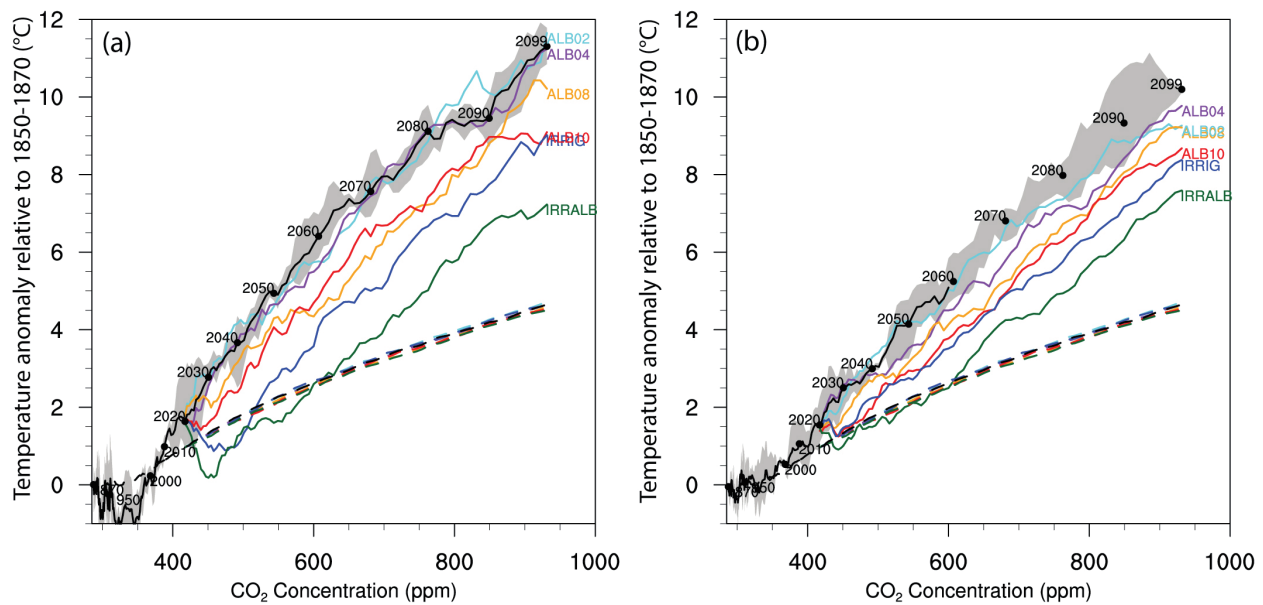 Temperature anomaly relative to 1850-1870 (°C)
(a)
12
10
8
6
4
2
0
400
600
800
1000
CO2 Concentration (ppm)
950
2000
2010
2020
2030
2040
2050
2060
2070
2080
2090
2099
ALB02
ALB04
ALB08
ALB10
IRRIG
IRRALB
Temperature anomaly relative to 1850-1870 (°C)
(b)
12
10
8
6
4
2
0
400
600
800
1000
CO2 Concentration (ppm)
2000
2010
2020
2030
2040
2050
2060
2070
2080
2090
2099
ALB04
ALB10
IRRIG
IRRALB